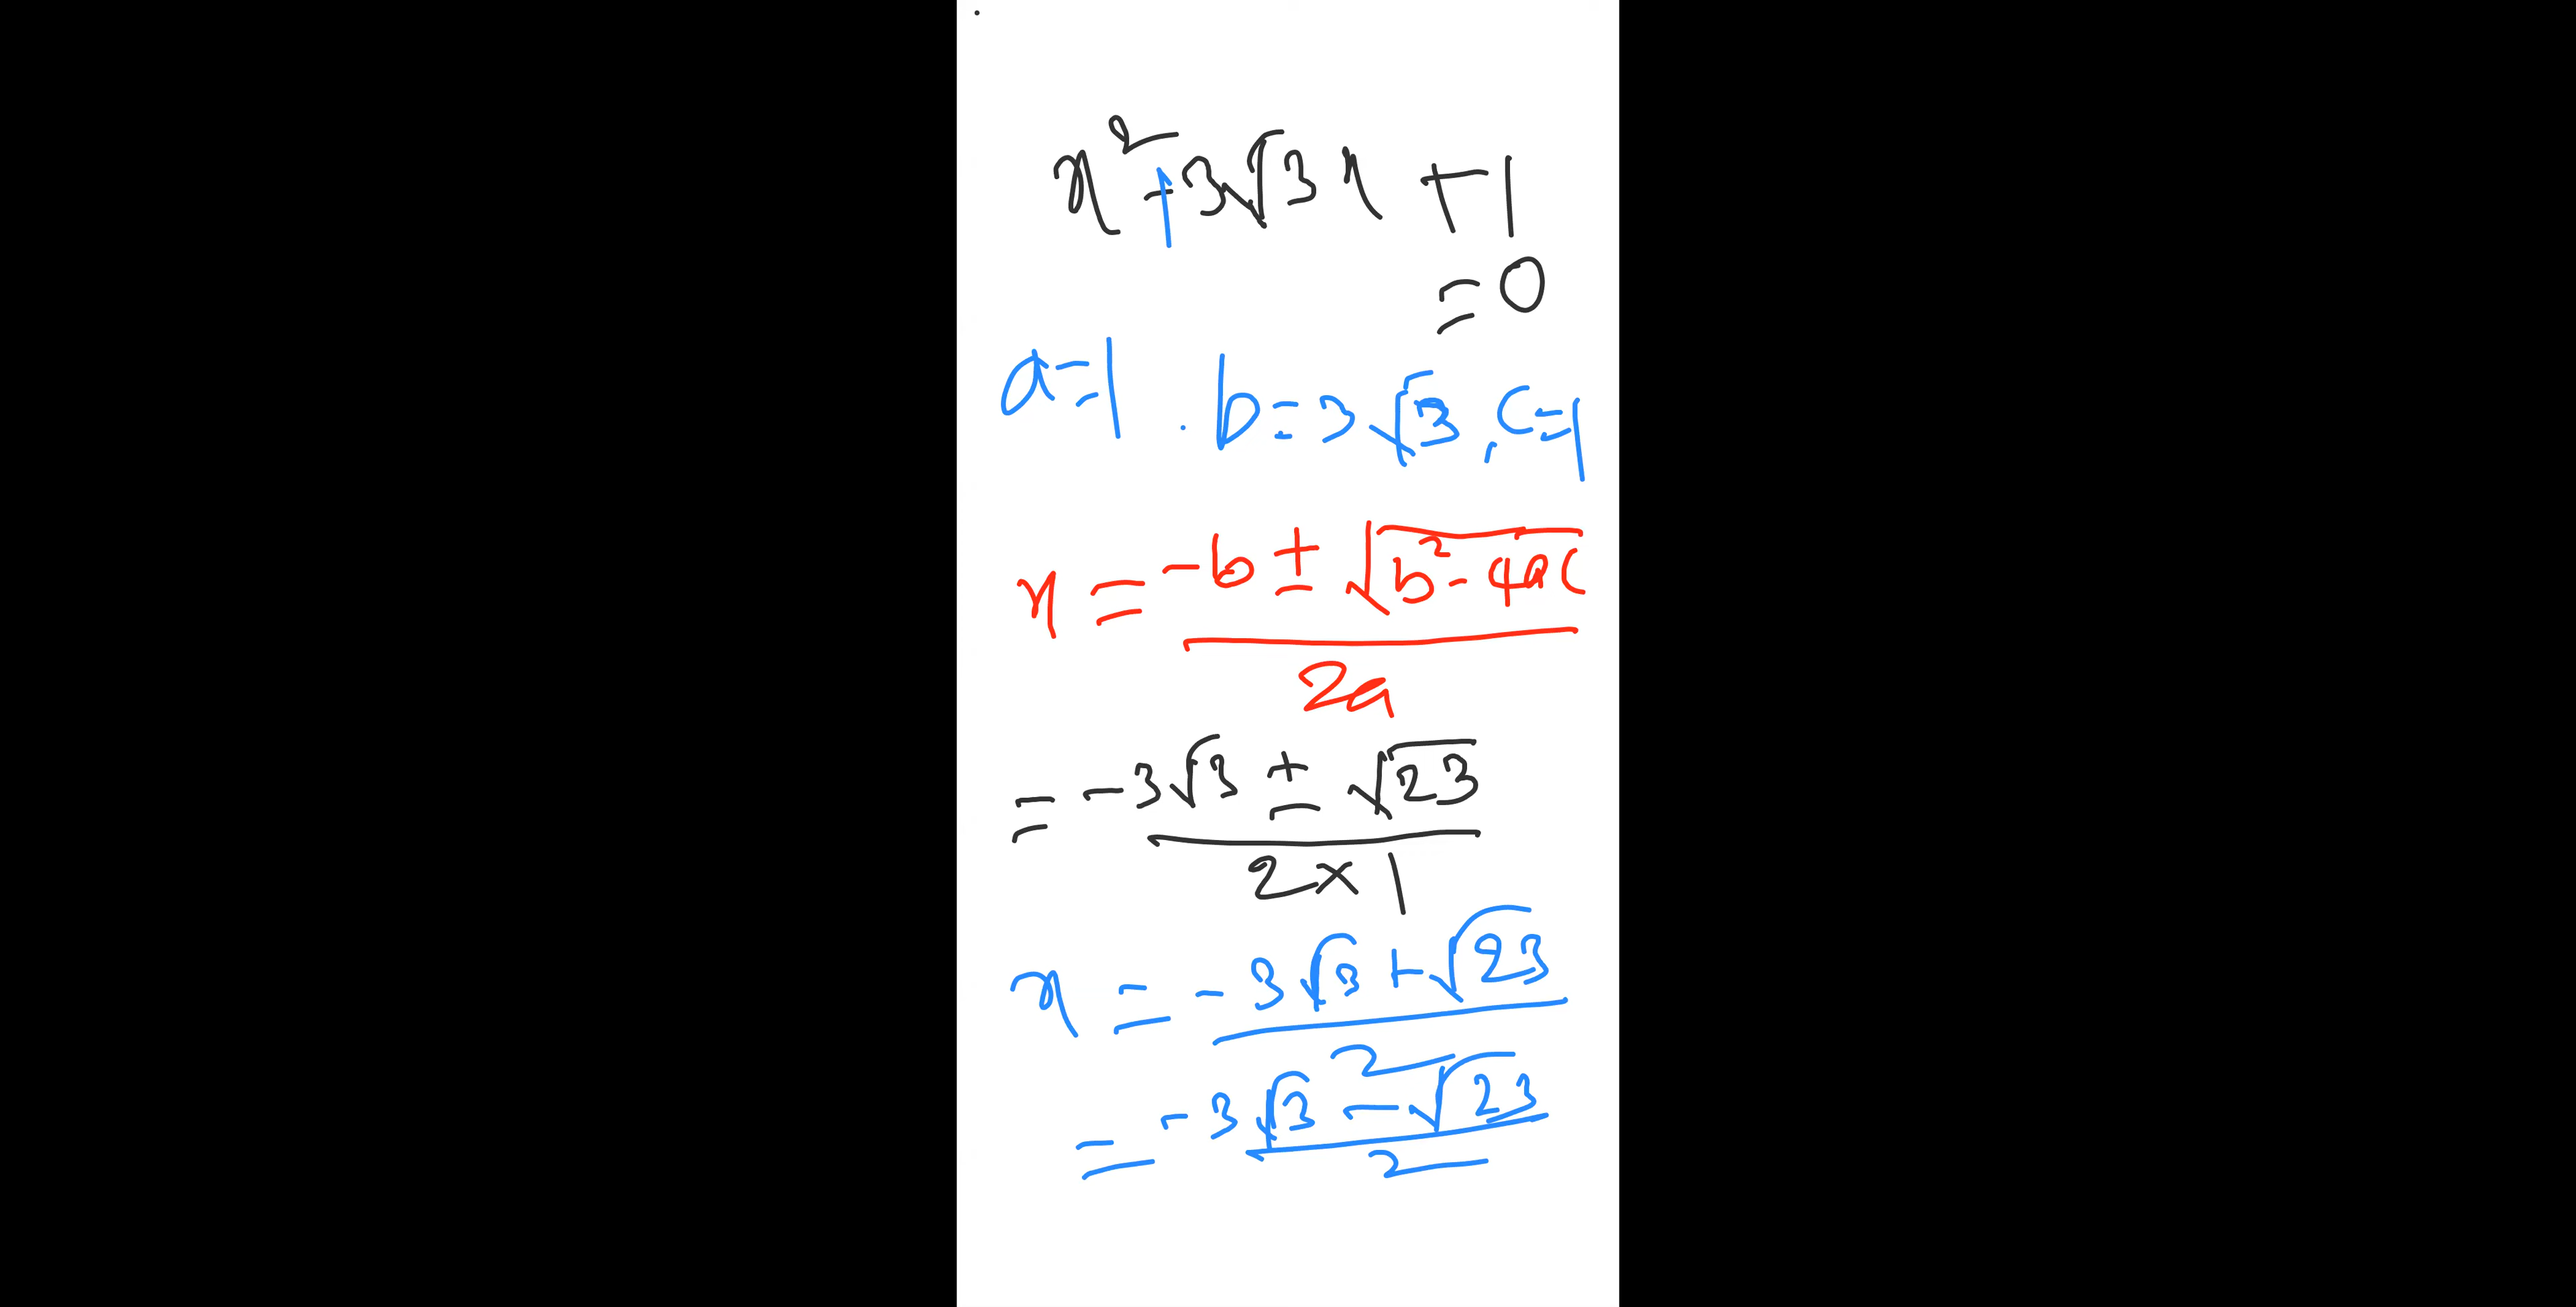 x² + 3√3 x + 1
= 0
a = 1 . b = 3√3 , c = 1
x = -b ± √b² - 4ac
2a
= -3√3 ± √23
2 × 1
x = -3√3 + √23
2
= -3√3 - √23
2